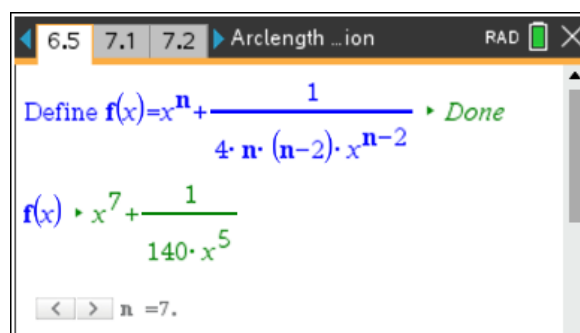 6.5 7.1 7.2 Arclength ...ion RAD
Define f(x)=x^n+1/(4·n·(n−2)·x^(n−2)) ▸ Done
f(x) ▸ x^7+1/(140·x^5)
< > n =7.